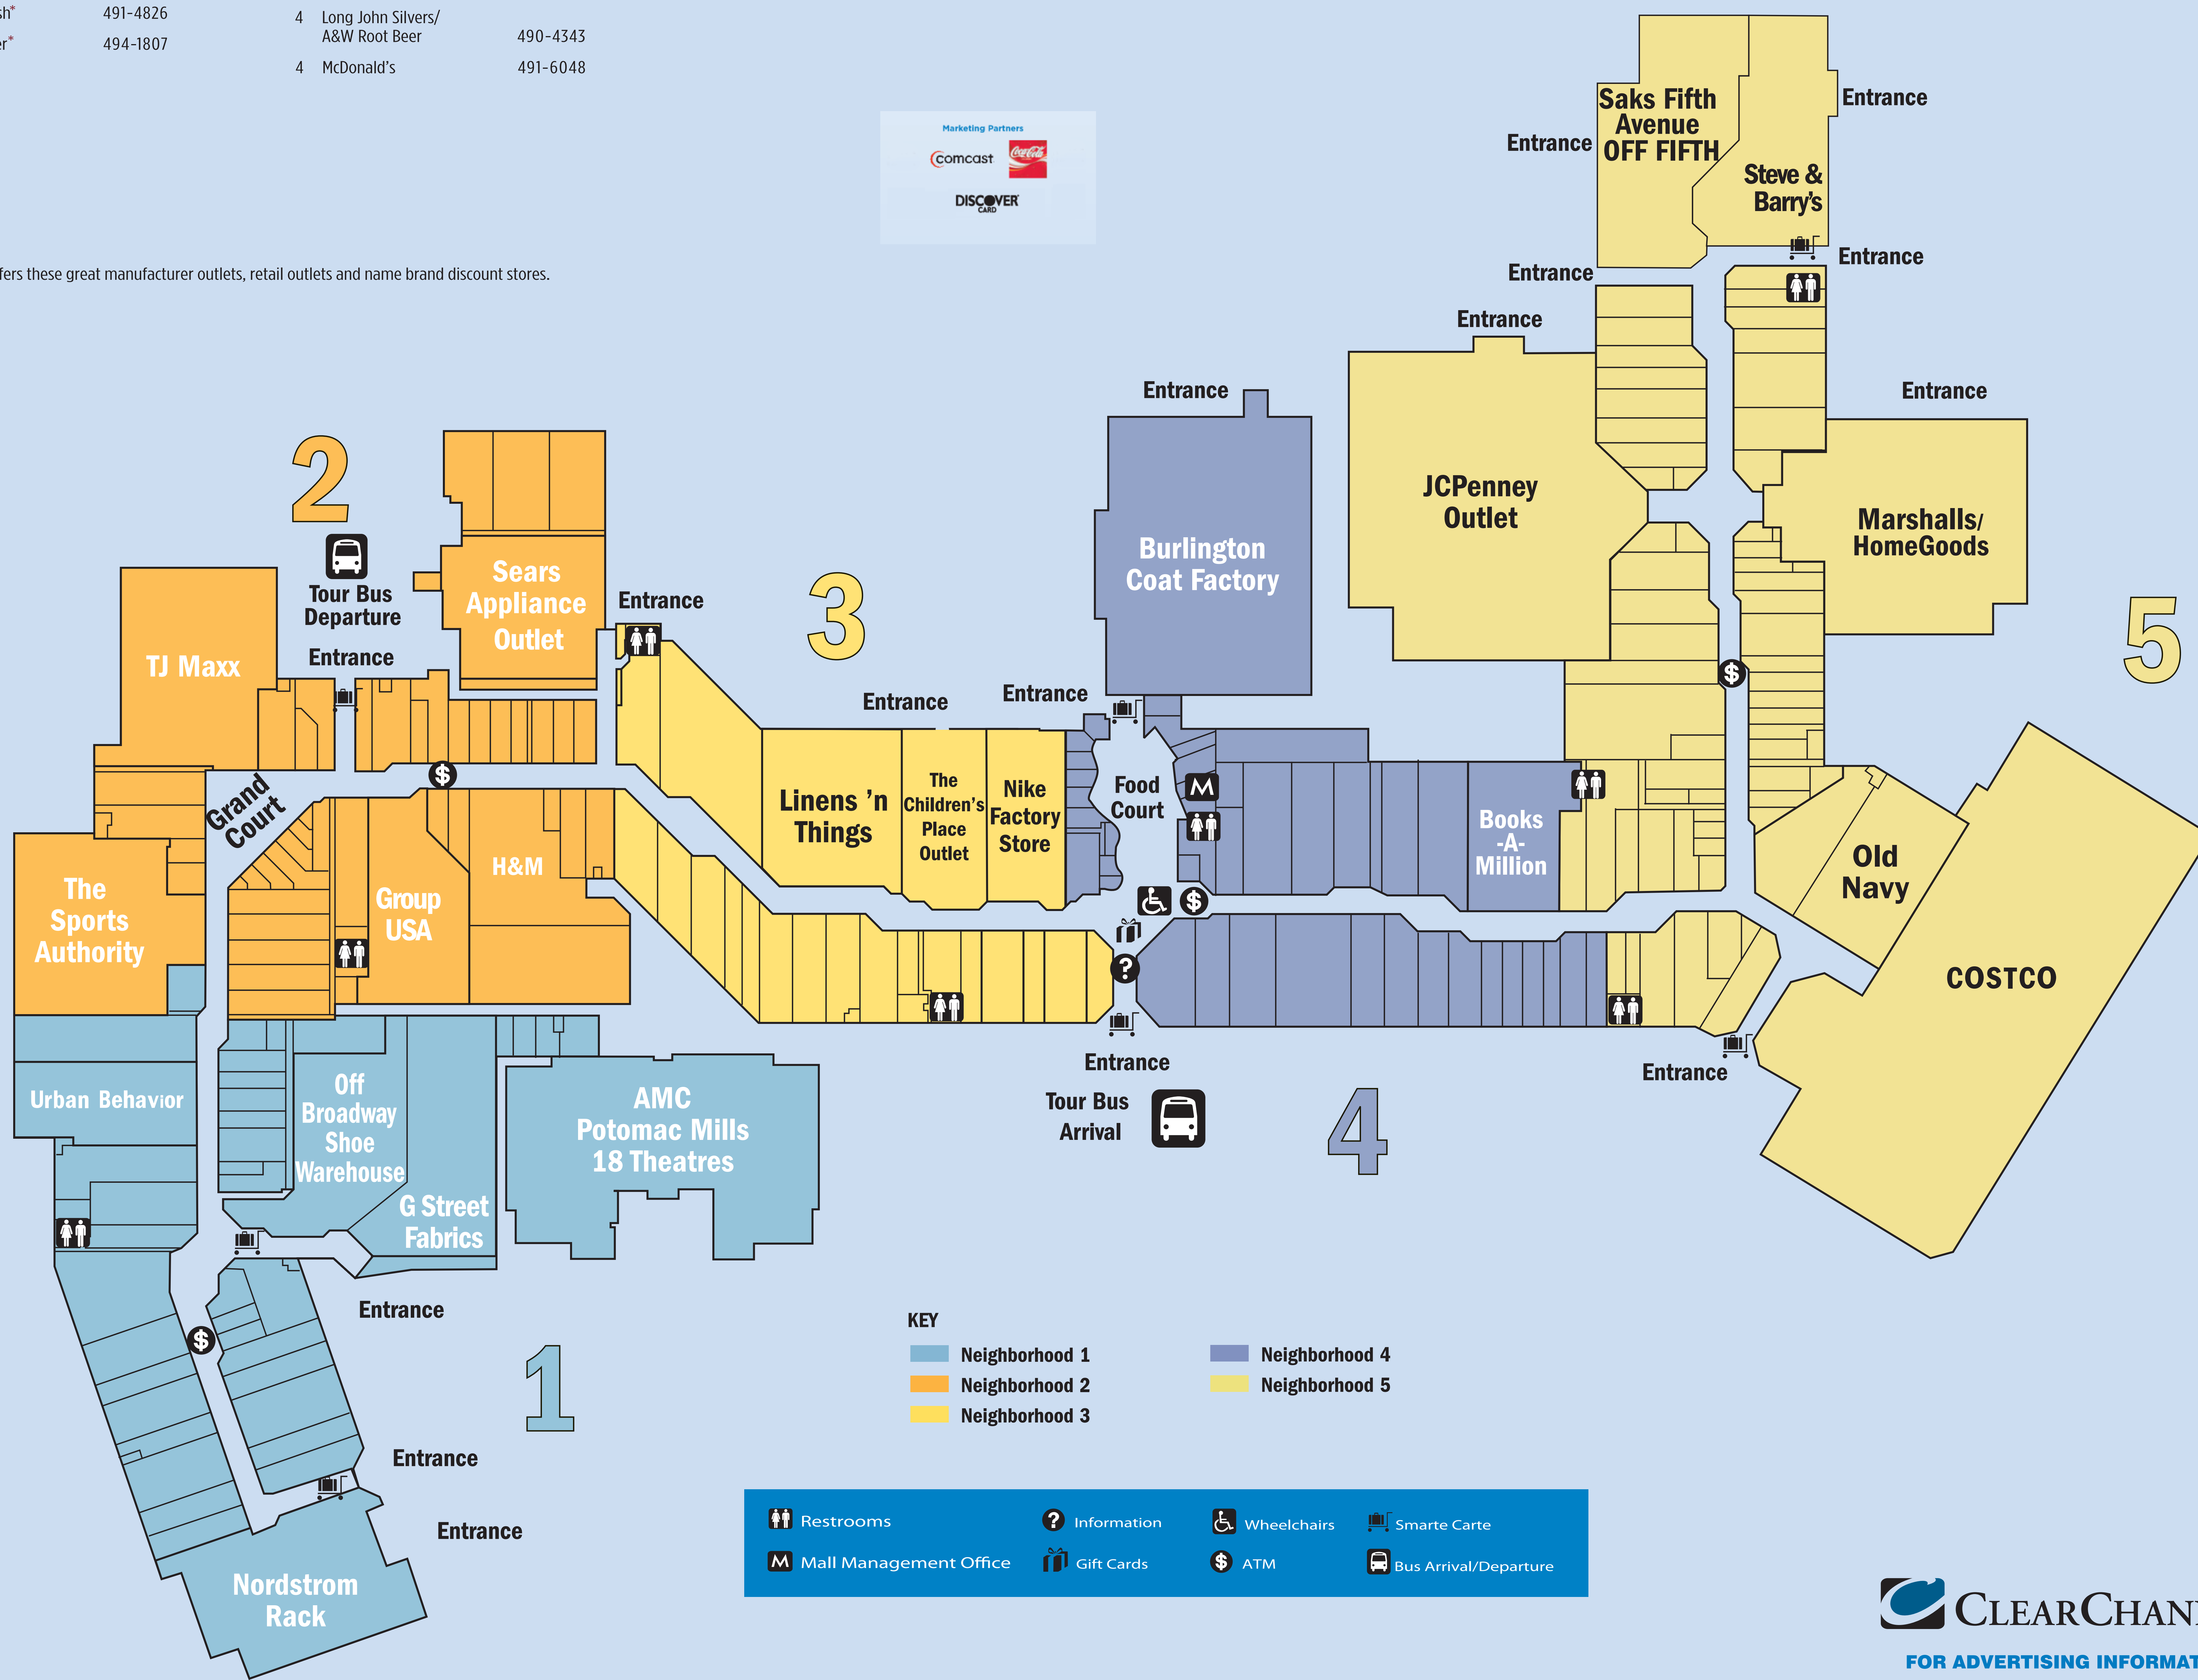 sh* 491-4826
er* 494-1807
4 Long John Silvers/
A&W Root Beer 490-4343
4 McDonald's 491-6048
Marketing Partners
comcast
Coca-Cola
DISCOVER
CARD
fers these great manufacturer outlets, retail outlets and name brand discount stores.
Saks Fifth
Avenue
OFF FIFTH
Entrance
Entrance
Steve &
Barry's
Entrance
Entrance
Entrance
JCPenney
Outlet
Entrance
Marshalls/
HomeGoods
5
Entrance
Burlington
Coat Factory
2
Tour Bus
Departure
Entrance
Sears
Appliance
Outlet
Entrance
3
TJ Maxx
Grand
Court
The
Sports
Authority
Group
USA
H&M
Entrance
Entrance
Linens 'n
Things
The
Children's
Place
Outlet
Nike
Factory
Store
Food
Court
M
$
$
$
?
Books
-A-
Million
Old
Navy
COSTCO
Entrance
Entrance
Tour Bus
Arrival
4
Urban Behavior
Off
Broadway
Shoe
Warehouse
G Street
Fabrics
AMC
Potomac Mills
18 Theatres
Entrance
$
1
Entrance
Entrance
Nordstrom
Rack
KEY
Neighborhood 1
Neighborhood 2
Neighborhood 3
Neighborhood 4
Neighborhood 5
Restrooms
? Information
Wheelchairs
Smarte Carte
M Mall Management Office
Gift Cards
$ ATM
Bus Arrival/Departure
CLEARCHAN
FOR ADVERTISING INFORMAT